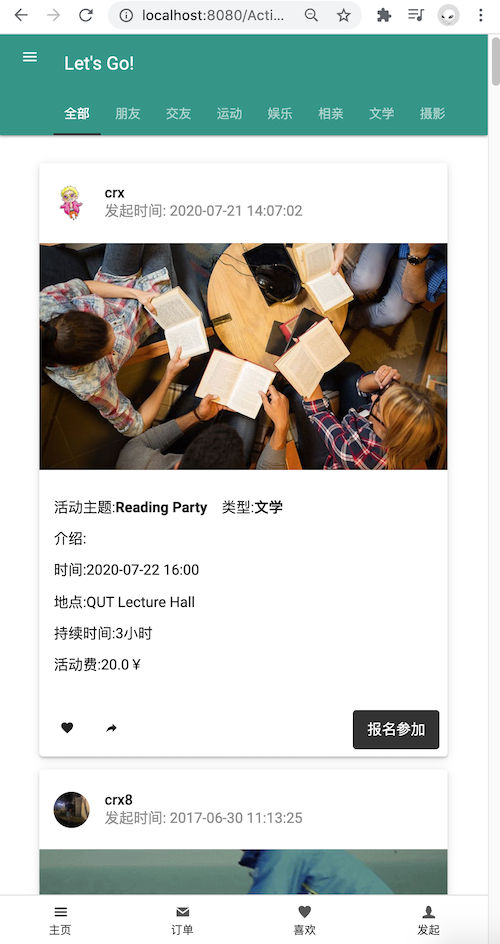 localhost:8080/Acti...
Let's Go!
全部 朋友 交友 运动 娱乐 相亲 文学 摄影
crx
发起时间: 2020-07-21 14:07:02
活动主题:Reading Party 类型:文学
介绍:
时间:2020-07-22 16:00
地点:QUT Lecture Hall
持续时间:3小时
活动费:20.0 ¥
报名参加
crx8
发起时间: 2017-06-30 11:13:25
主页 订单 喜欢 发起